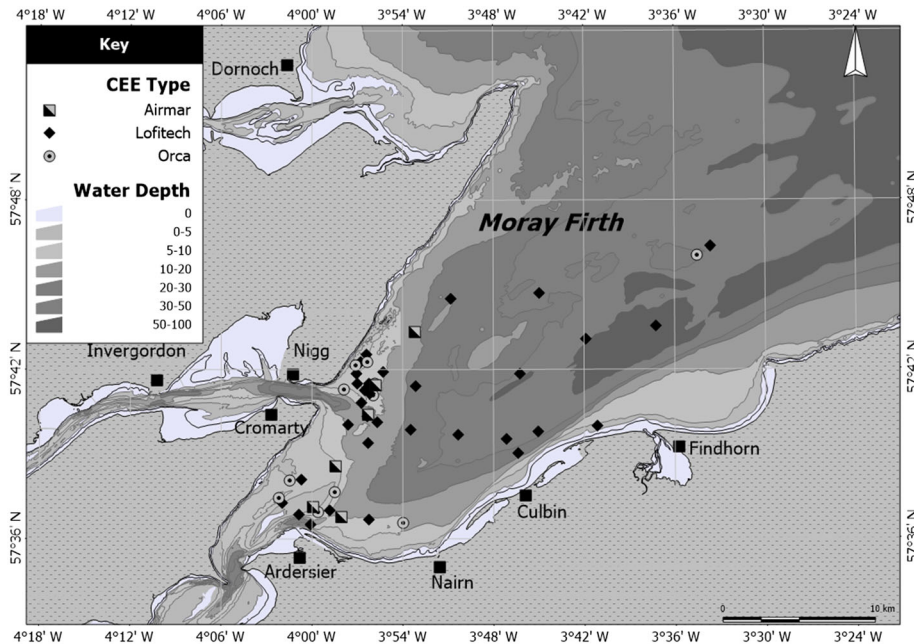 4°18' W 4°12' W 4°06' W 4°00' W 3°54' W 3°48' W 3°42' W 3°36' W 3°30' W 3°24' W
Key
CEE Type
Airmar
Lofitech
Orca
Water Depth
0
0-5
5-10
10-20
20-30
30-50
50-100
Dornoch
57°48' N
57°48' N
Moray Firth
Invergordon
Nigg
57°42' N
57°42' N
Cromarty
Findhorn
Culbin
57°36' N
57°36' N
Ardersier
Nairn
0 10 km
4°18' W 4°12' W 4°06' W 4°00' W 3°54' W 3°48' W 3°42' W 3°36' W 3°30' W 3°24' W